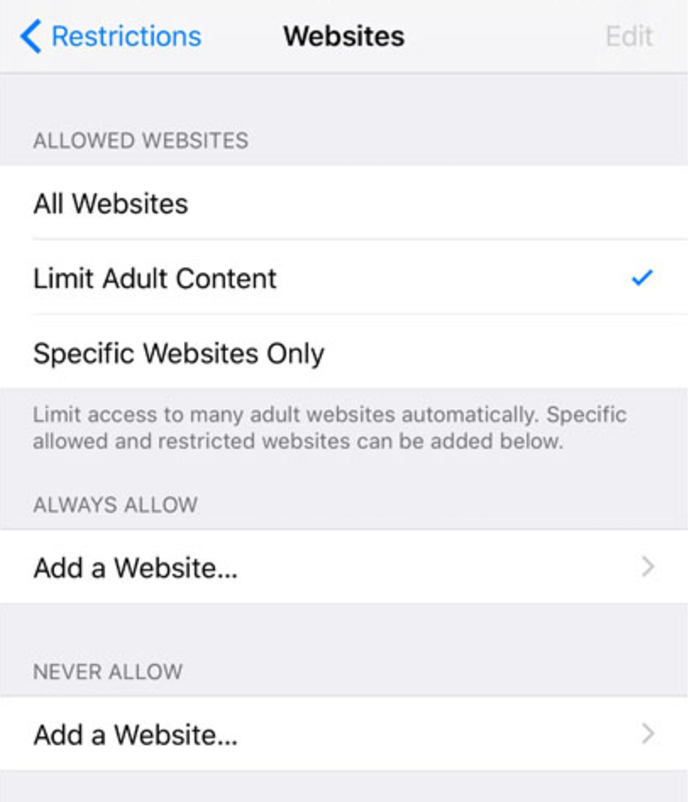 Restrictions Websites Edit
ALLOWED WEBSITES
All Websites
Limit Adult Content
Specific Websites Only
Limit access to many adult websites automatically. Specific
allowed and restricted websites can be added below.
ALWAYS ALLOW
Add a Website...
NEVER ALLOW
Add a Website...